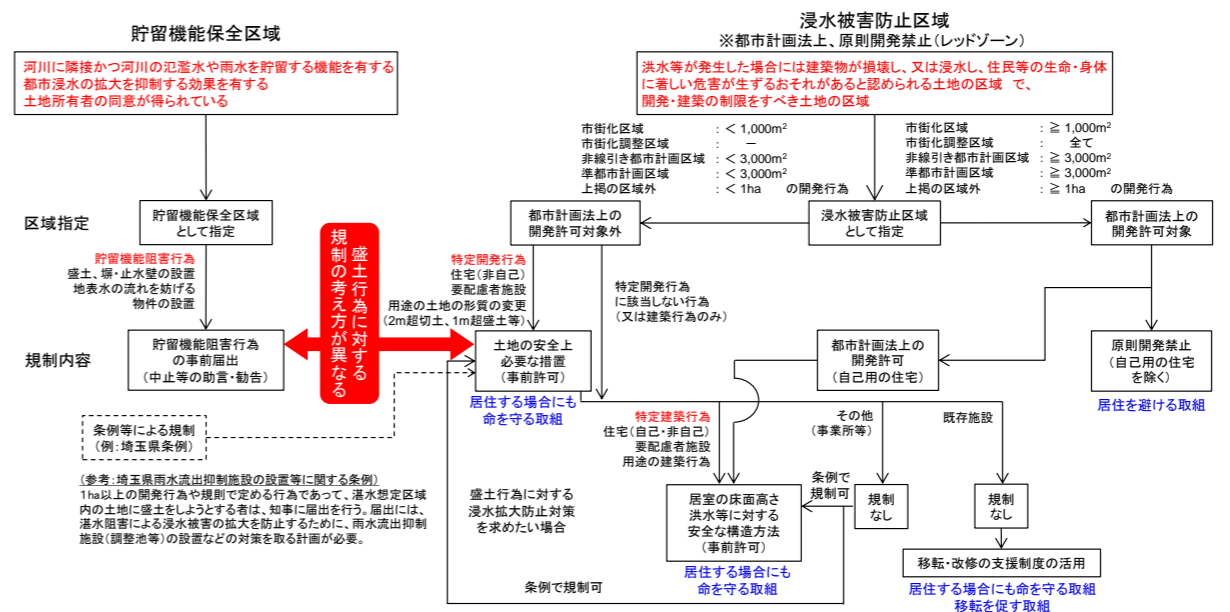 貯留機能保全区域
河川に隣接かつ河川の氾濫水や雨水を貯留する機能を有する
都市浸水の拡大を抑制する効果を有する
土地所有者の同意が得られている
浸水被害防止区域
※都市計画法上、原則開発禁止（レッドゾーン）
洪水等が発生した場合には建築物が損壊し、又は浸水し、住民等の生命・身体
に著しい危害が生ずるおそれがあると認められる土地の区域　で、
開発・建築の制限をすべき土地の区域
市街化区域　：＜1,000m²
市街化調整区域　：　－
非線引き都市計画区域　：＜3,000m²
準都市計画区域　：＜3,000m²
上掲の区域外　：＜1ha　の開発行為
市街化区域　：≧1,000m²
市街化調整区域　：　全て
非線引き都市計画区域　：≧3,000m²
準都市計画区域　：≧3,000m²
上掲の区域外　：≧1ha　の開発行為
区域指定
貯留機能保全区域
として指定
都市計画法上の
開発許可対象外
浸水被害防止区域
として指定
都市計画法上の
開発許可対象
貯留機能阻害行為
盛土、塀・止水壁の設置
地表水の流れを妨げる
物件の設置
盛土行為に対する
規制の考え方が異なる
特定開発行為
住宅（非自己）
要配慮者施設
用途の土地の形質の変更
（2m超切土、1m超盛土等）
特定開発行為
に該当しない行為
（又は建築行為のみ）
規制内容
貯留機能阻害行為
の事前届出
（中止等の助言・勧告）
土地の安全上
必要な措置
（事前許可）
居住する場合にも
命を守る取組
都市計画法上の
開発許可
（自己用の住宅）
原則開発禁止
（自己用の住宅
を除く）
居住を避ける取組
条例等による規制
（例：埼玉県条例）
特定建築行為
住宅（自己・非自己）
要配慮者施設
用途の建築行為
その他
（事業所等）
既存施設
（参考：埼玉県雨水流出抑制施設の設置等に関する条例）
1ha以上の開発行為や規則で定める行為であって、湛水想定区域
内の土地に盛土をしようとする者は、知事に届出を行う。届出には、
湛水阻害による浸水被害の拡大を防止するために、雨水流出抑制
施設（調整池等）の設置などの対策を取る計画が必要。
盛土行為に対する
浸水拡大防止対策
を求めたい場合
居室の床面高さ
洪水等に対する
安全な構造方法
（事前許可）
条例で
規制可
規制
なし
規制
なし
居住する場合にも
命を守る取組
条例で規制可
移転・改修の支援制度の活用
居住する場合にも命を守る取組
移転を促す取組